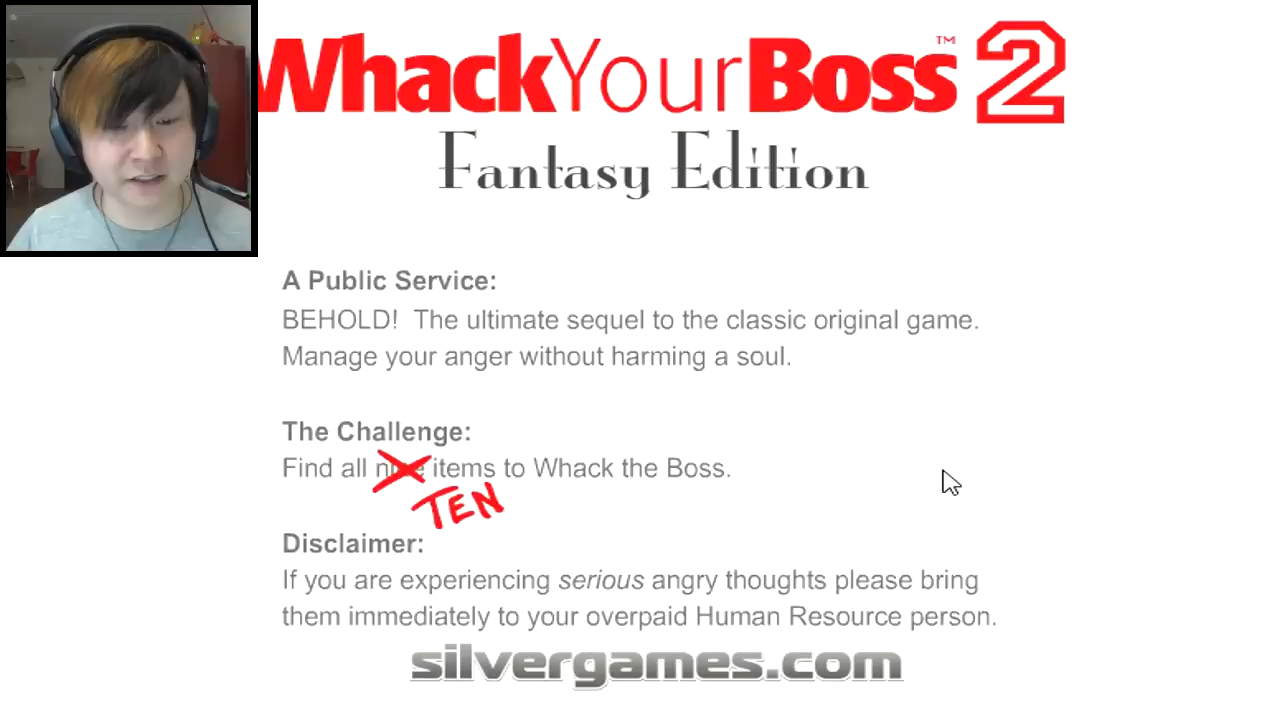 WhackYourBoss™ 2
Fantasy Edition
A Public Service:
BEHOLD! The ultimate sequel to the classic original game.
Manage your anger without harming a soul.
The Challenge:
Find all nine items to Whack the Boss.
TEN
Disclaimer:
If you are experiencing serious angry thoughts please bring
them immediately to your overpaid Human Resource person.
silvergames.com